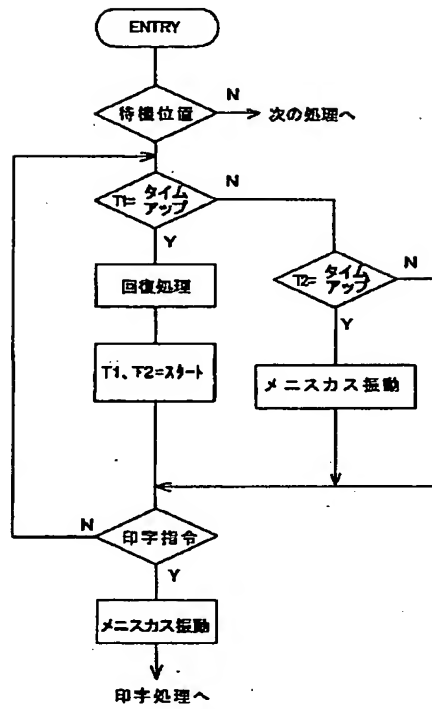 ENTRY
待機位置
N
次の処理へ
T1= タイム
アップ
N
Y
T2= タイム
アップ
N
回復処理
Y
T1、T2=スタート
メニスカス振動
N
印字指令
Y
メニスカス振動
印字処理へ